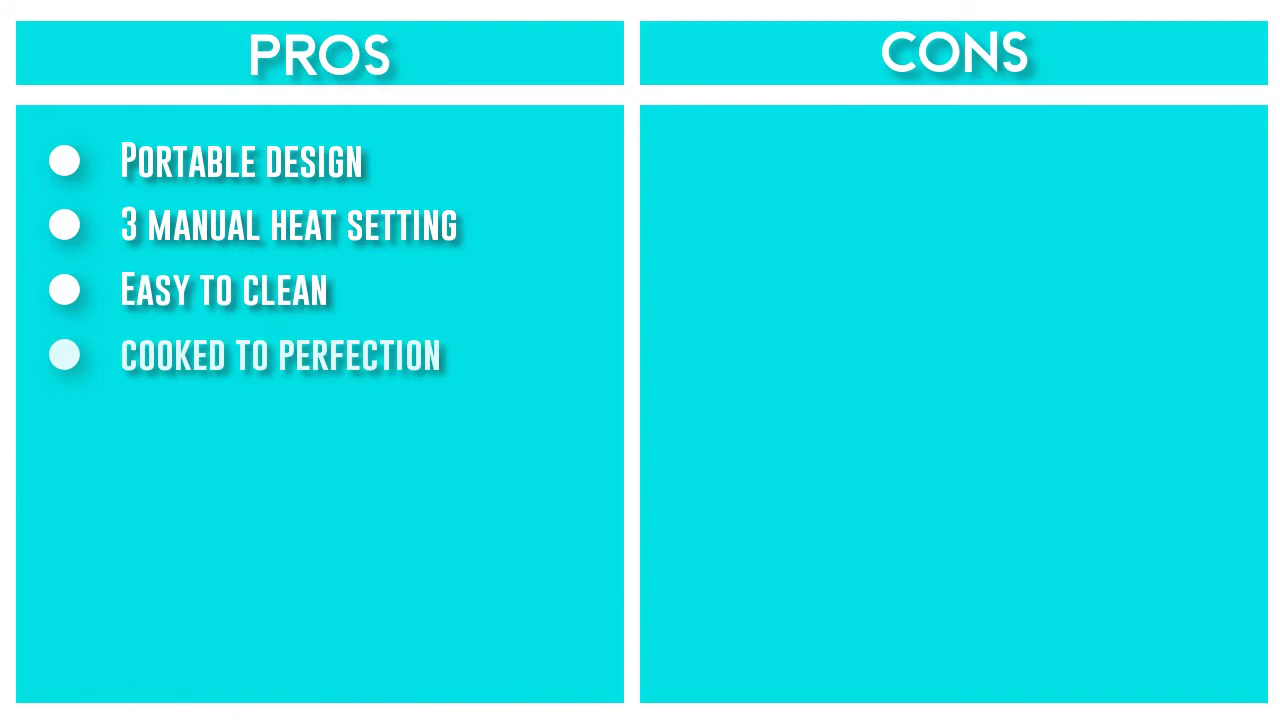 PROS
CONS
Portable design
3 manual heat setting
Easy to clean
cooked to perfection